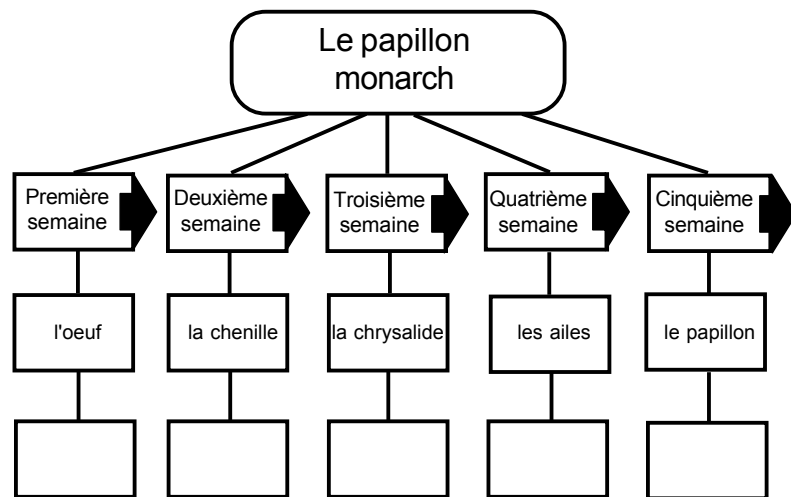 Le papillon
monarch
Première
semaine
Deuxième
semaine
Troisième
semaine
Quatrième
semaine
Cinquième
semaine
l'oeuf
la chenille
la chrysalide
les ailes
le papillon